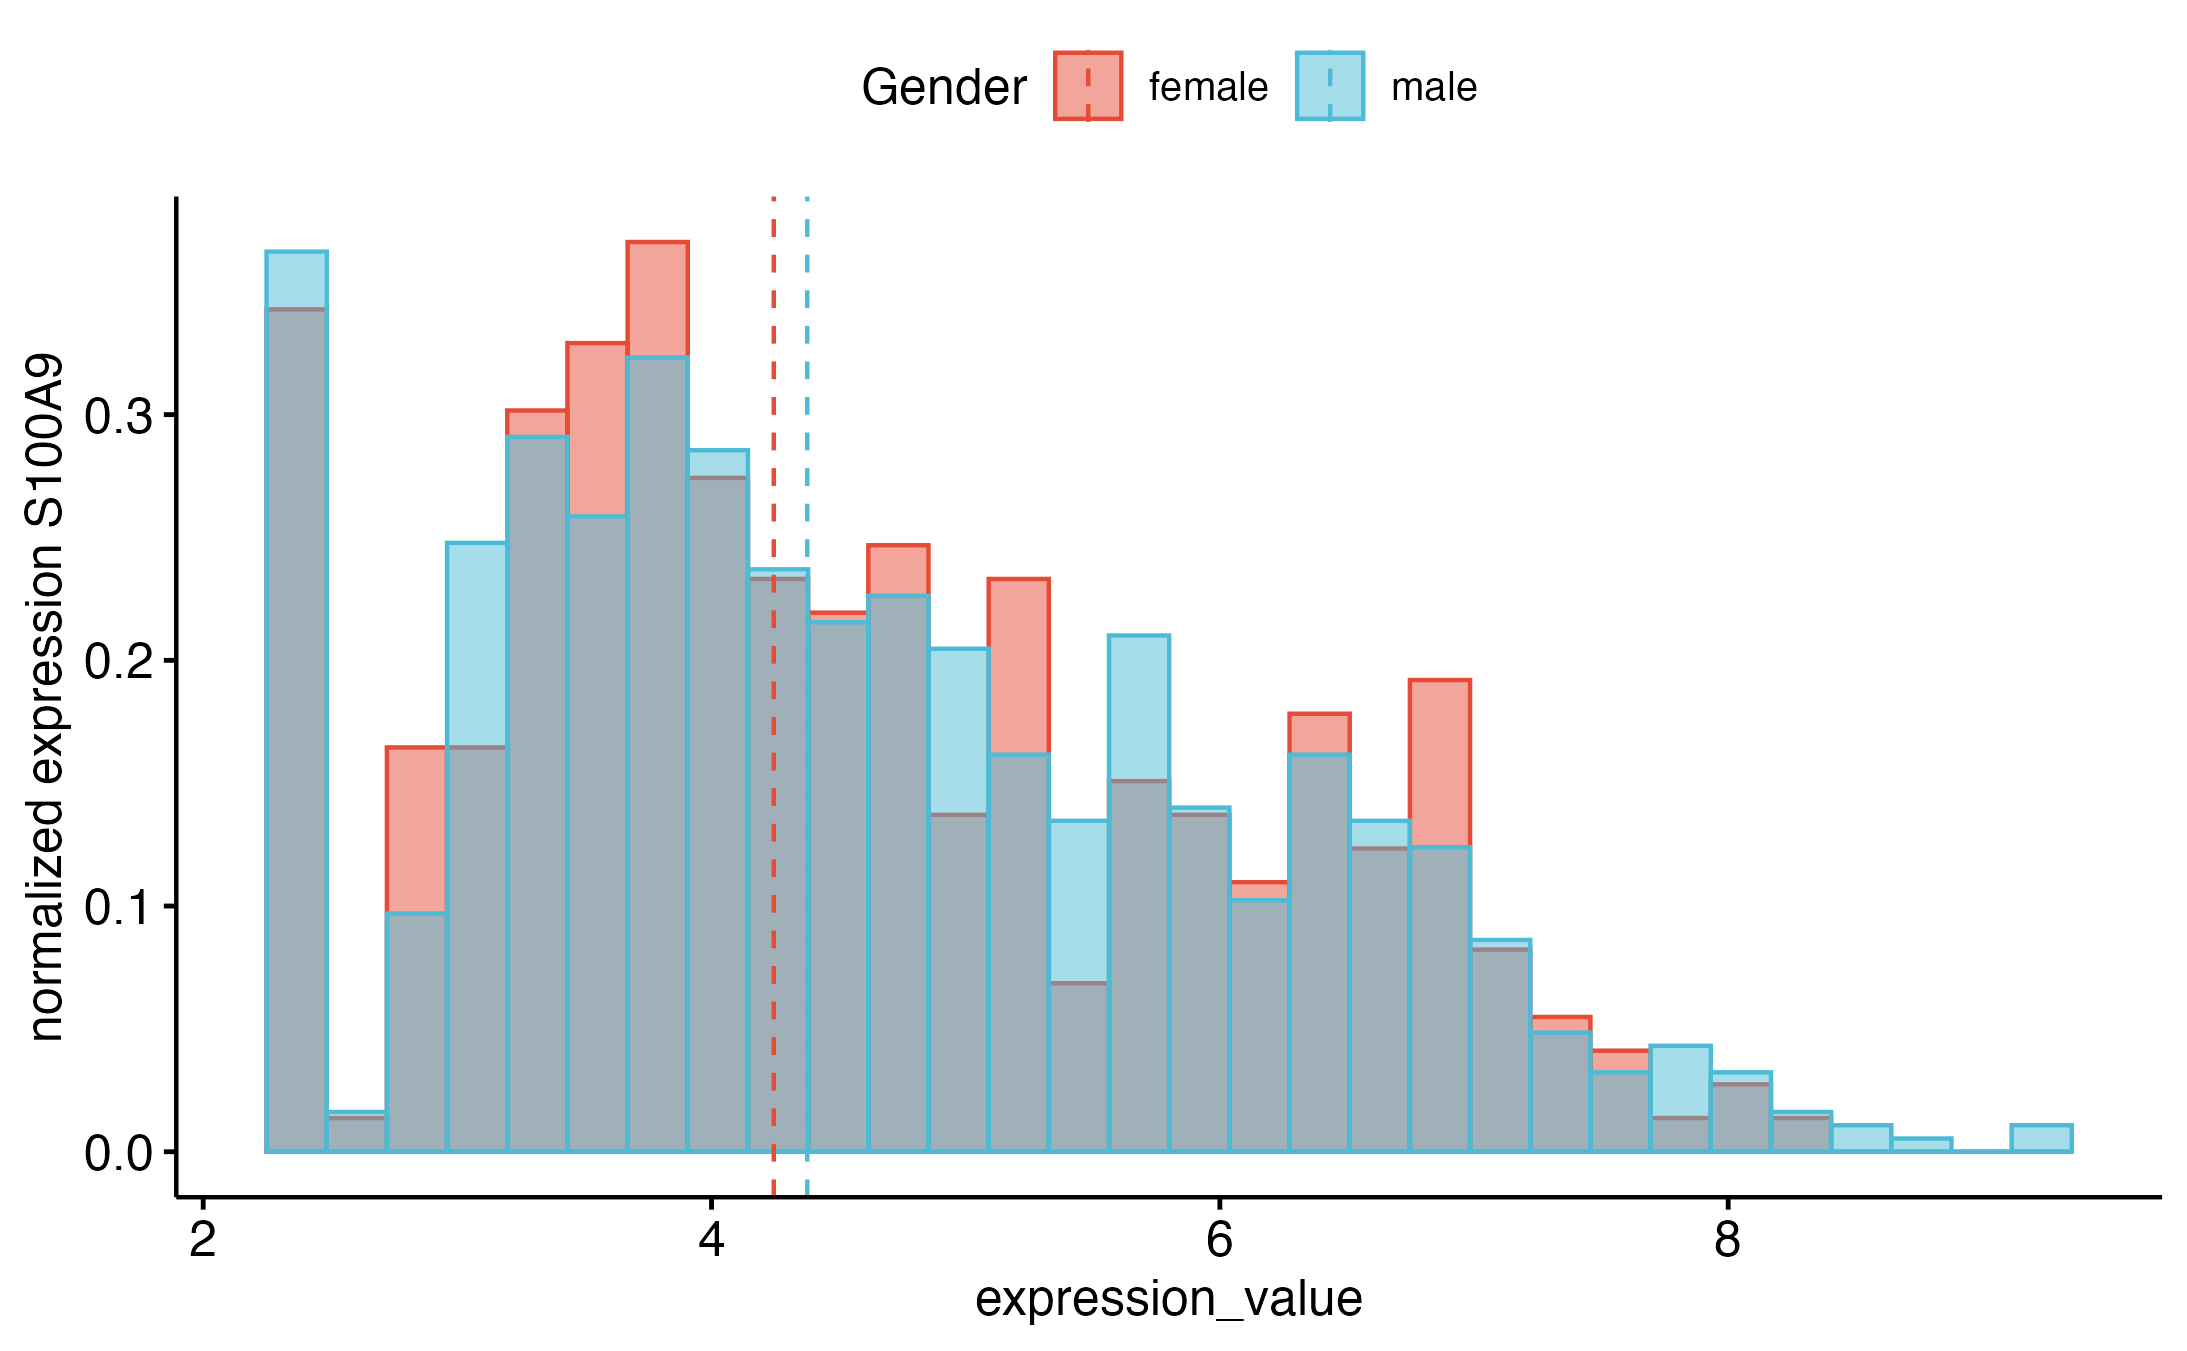 Gender female male
normalized expression S100A9
0.3
0.2
0.1
0.0
2 4 6 8
expression_value